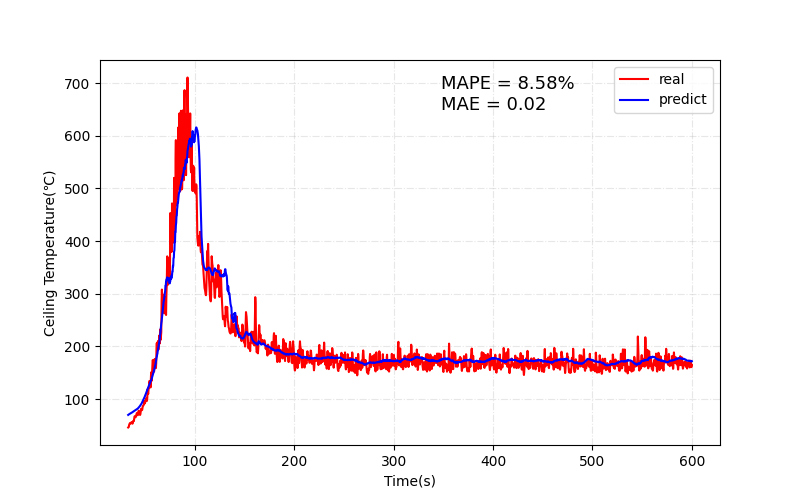 MAPE = 8.58%
MAE = 0.02
real
predict
700
600
500
400
300
200
100
Ceiling Temperature(℃)
100 200 300 400 500 600
Time(s)